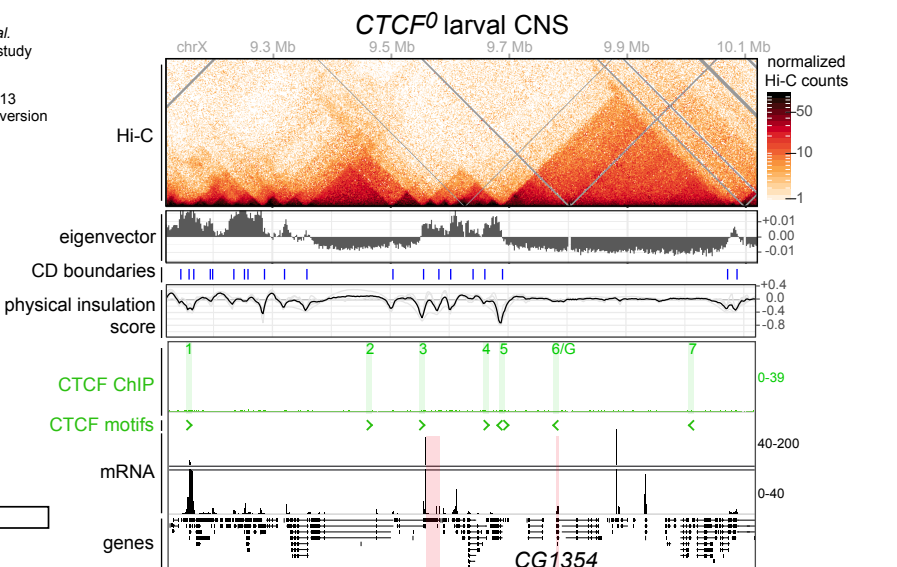 al.
study
13
version
CTCF⁰ larval CNS
chrX 9.3 Mb 9.5 Mb 9.7 Mb 9.9 Mb 10.1 Mb
normalized
Hi-C counts
50
10
1
Hi-C
eigenvector
+0.01
0.00
-0.01
CD boundaries
physical insulation
score
+0.4
0.0
-0.4
-0.8
1 2 3 4 5 6/G 7
CTCF ChIP
0-39
CTCF motifs
mRNA
40-200
0-40
genes
CG1354